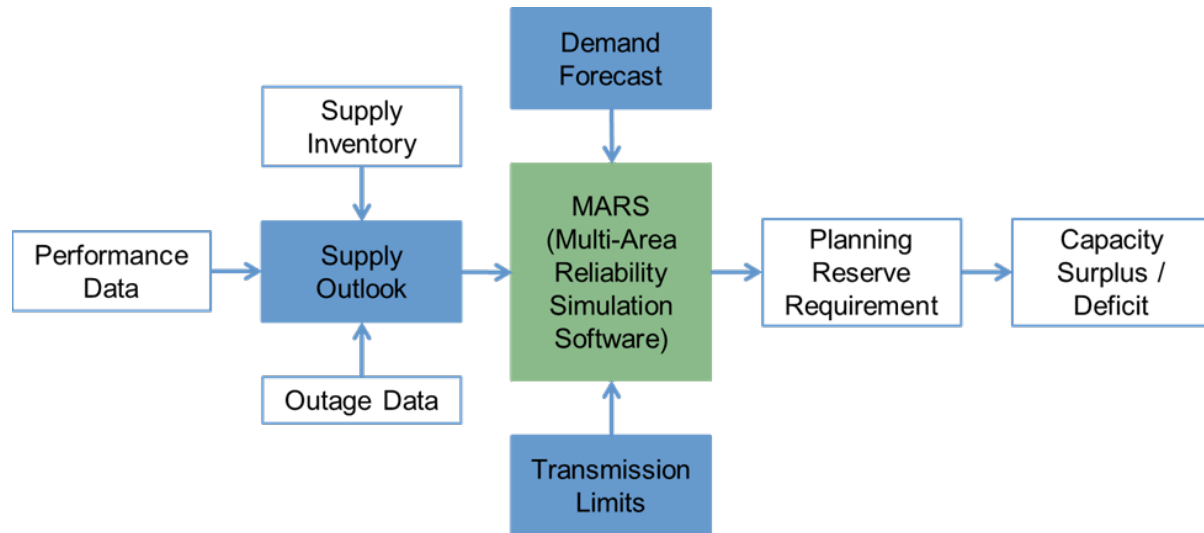 Demand
Forecast
Supply
Inventory
MARS
(Multi-Area
Reliability
Simulation
Software)
Performance
Data
Supply
Outlook
Planning
Reserve
Requirement
Capacity
Surplus /
Deficit
Outage Data
Transmission
Limits